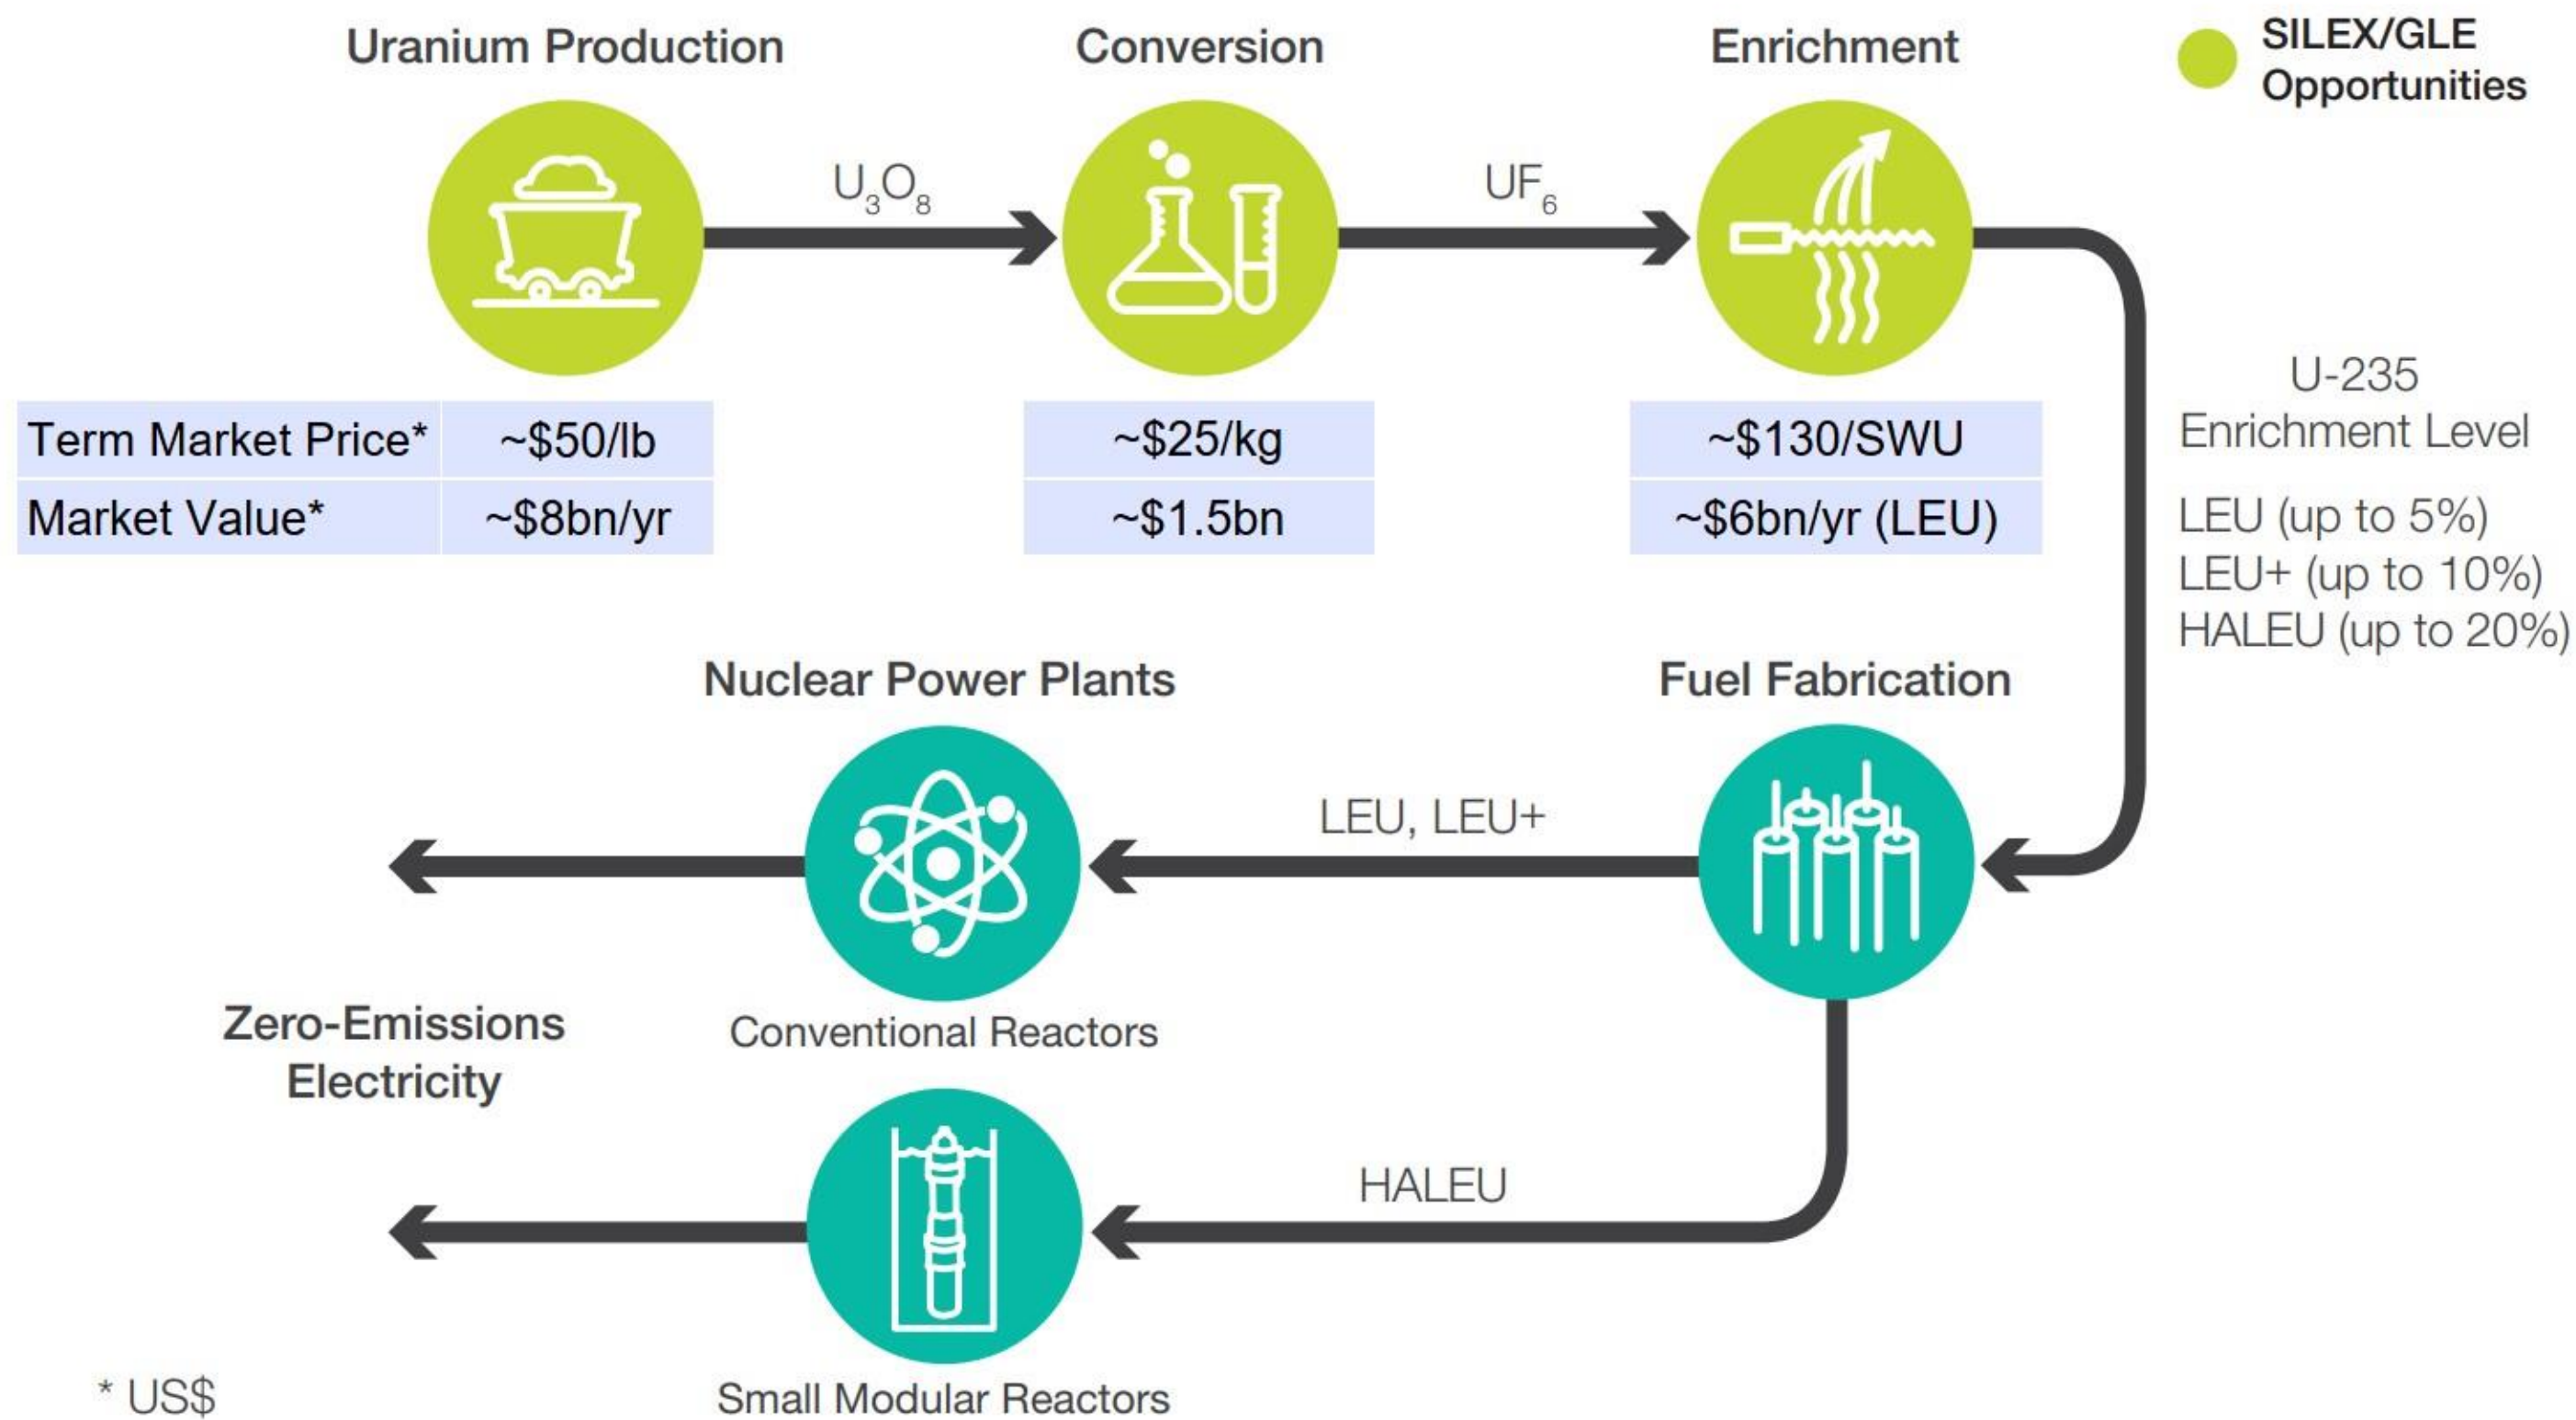 Uranium Production
Conversion
Enrichment
SILEX/GLE
Opportunities
U₃O₈
UF₆
Term Market Price* ~$50/lb ~$25/kg ~$130/SWU
Market Value* ~$8bn/yr ~$1.5bn ~$6bn/yr (LEU)
U-235
Enrichment Level
LEU (up to 5%)
LEU+ (up to 10%)
HALEU (up to 20%)
Nuclear Power Plants
Fuel Fabrication
LEU, LEU+
Conventional Reactors
Zero-Emissions
Electricity
HALEU
Small Modular Reactors
* US$